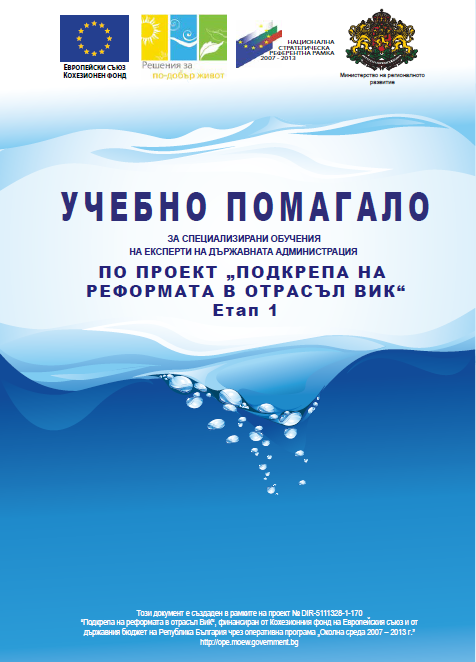 ЕВРОПЕЙСКИ СЪЮЗ
КОХЕЗИОНЕН ФОНД
Решения за
по-добър живот
НАЦИОНАЛНА
СТРАТЕГИЧЕСКА
РЕФЕРЕНТНА РАМКА
2007 - 2013
Министерство на регионалното
развитие
УЧЕБНО ПОМАГАЛО
ЗА СПЕЦИАЛИЗИРАНИ ОБУЧЕНИЯ
НА ЕКСПЕРТИ НА ДЪРЖАВНАТА АДМИНИСТРАЦИЯ
ПО ПРОЕКТ „ПОДКРЕПА НА
РЕФОРМАТА В ОТРАСЪЛ ВИК“
Етап 1
Този документ е създаден в рамките на проект № DIR-5111328-1-170
"Подкрепа на реформата в отрасъл ВиК", финансиран от Кохезионния фонд на Европейския съюз и от
държавния бюджет на Република България чрез оперативна програма „Околна среда 2007 – 2013 г."
http://ope.moew.government.bg